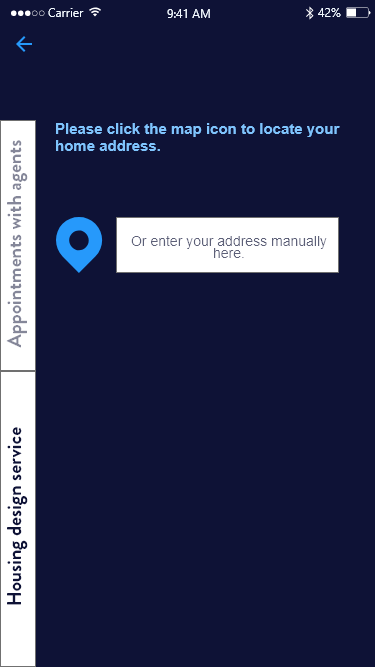 Carrier
9:41 AM
42%
Please click the map icon to locate your
home address.
Or enter your address manually
here.
Appointments with agents
Housing design service